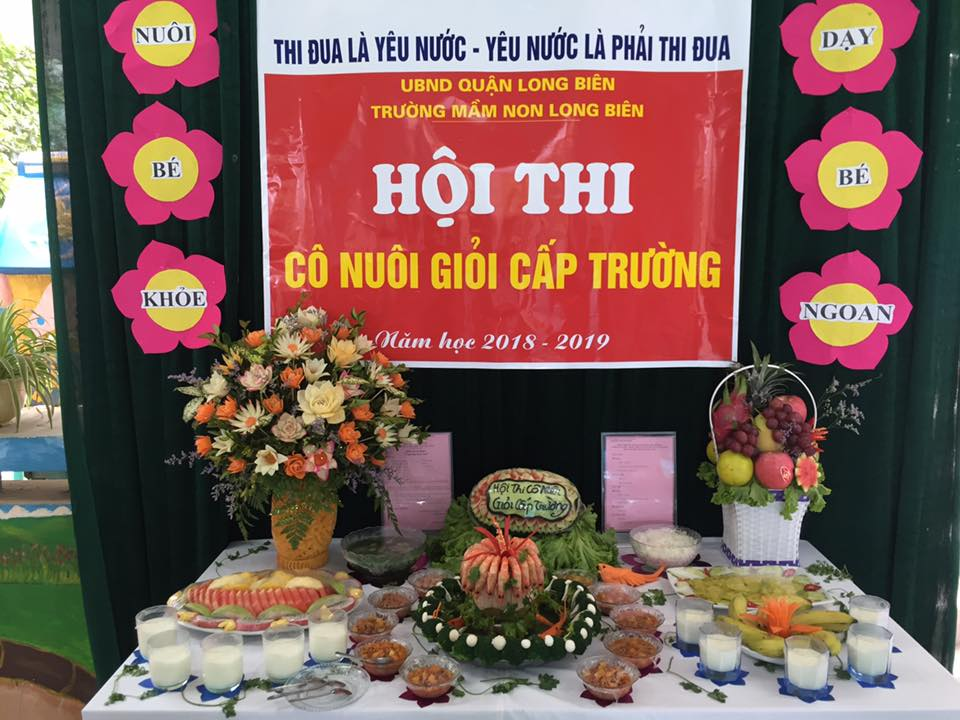 THI ĐUA LÀ YÊU NƯỚC - YÊU NƯỚC LÀ PHẢI THI ĐUA
UBND QUẬN LONG BIÊN
TRƯỜNG MẦM NON LONG BIÊN
HỘI THI
CÔ NUÔI GIỎI CẤP TRƯỜNG
Năm học 2018 - 2019
NUÔI
BÉ
KHỎE
DẠY
BÉ
NGOAN
Hội Thi Cô Nuôi
Giỏi Cấp Trường